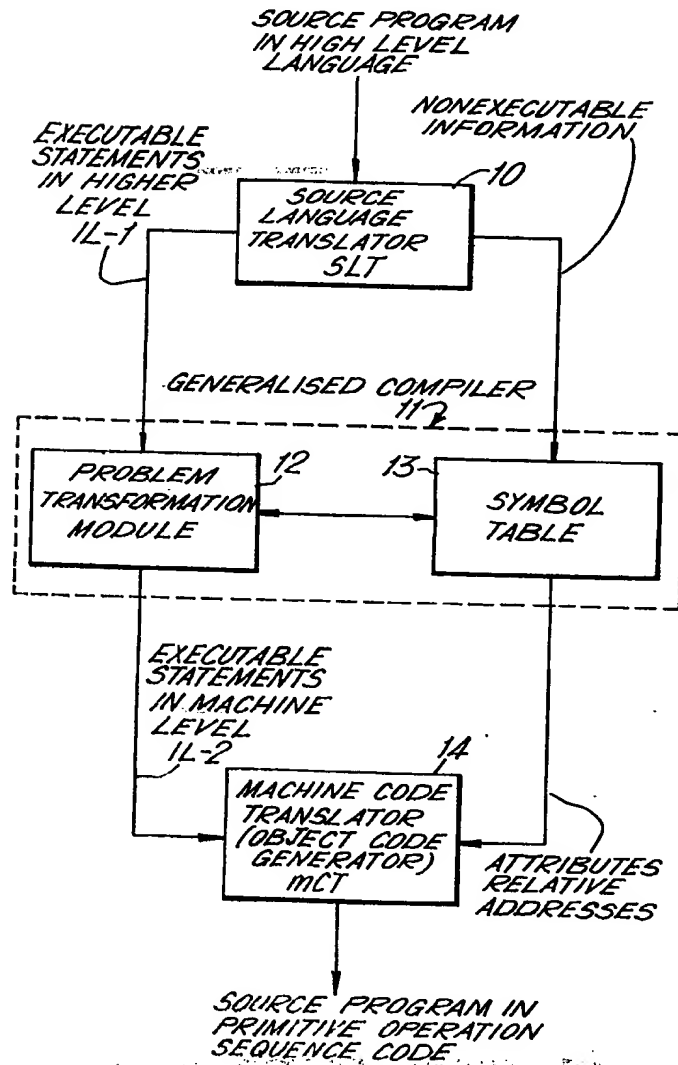 SOURCE PROGRAM
IN HIGH LEVEL
LANGUAGE
NONEXECUTABLE
INFORMATION
EXECUTABLE
STATEMENTS
IN HIGHER
LEVEL
IL-1
10
SOURCE
LANGUAGE
TRANSLATOR
SLT
GENERALISED COMPILER
11
PROBLEM
TRANSFORMATION
MODULE
12
13
SYMBOL
TABLE
EXECUTABLE
STATEMENTS
IN MACHINE
LEVEL
IL-2
14
MACHINE CODE
TRANSLATOR
(OBJECT CODE
GENERATOR)
mCT
ATTRIBUTES
RELATIVE
ADDRESSES
SOURCE PROGRAM IN
PRIMITIVE OPERATION
SEQUENCE CODE